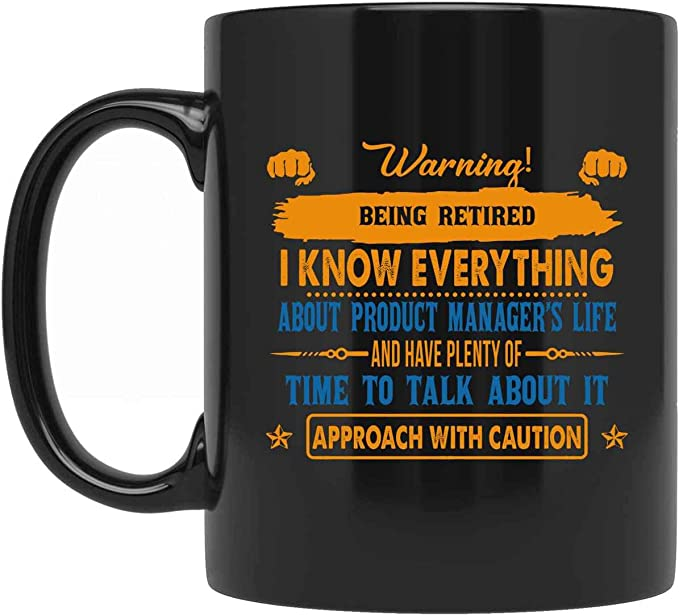 Warning!
BEING RETIRED
I KNOW EVERYTHING
ABOUT PRODUCT MANAGER'S LIFE
AND HAVE PLENTY OF
TIME TO TALK ABOUT IT
APPROACH WITH CAUTION